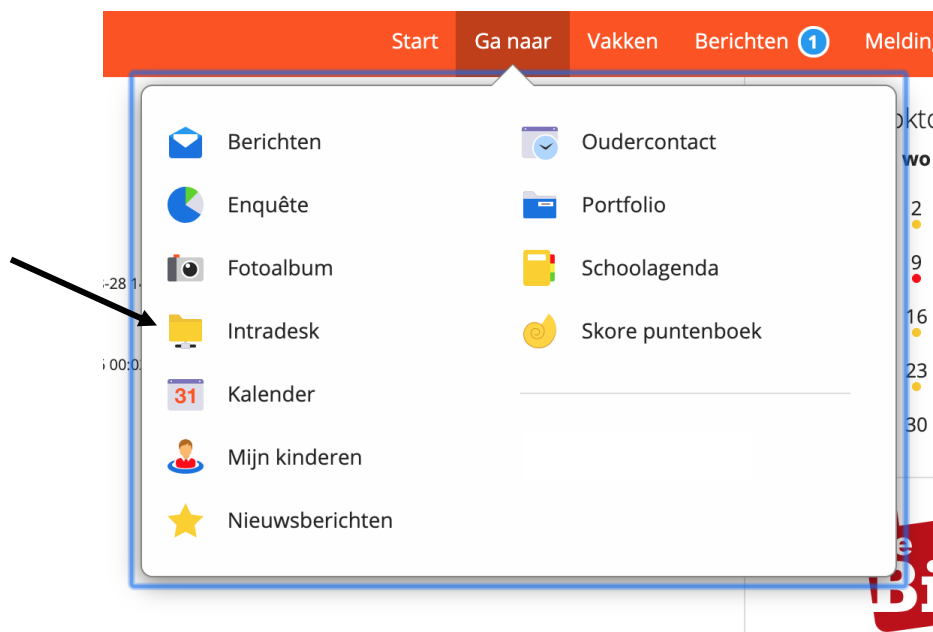 Start Ga naar Vakken Berichten 1
Berichten
Enquête
Fotoalbum
Intradesk
31 Kalender
Mijn kinderen
Nieuwsberichten
Oudercontact
Portfolio
Schoolagenda
Skore puntenboek
wo
2
9
16
23
30